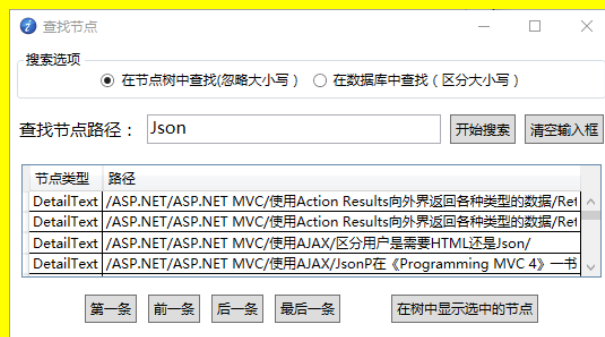 查找节点
搜索选项
在节点树中查找(忽略大小写 ) 在数据库中查找 ( 区分大小写 )
查找节点路径： Json 开始搜索 清空输入框
节点类型 路径
DetailText /ASP.NET/ASP.NET MVC/使用Action Results向外界返回各种类型的数据/Ret
DetailText /ASP.NET/ASP.NET MVC/使用Action Results向外界返回各种类型的数据/Ret
DetailText /ASP.NET/ASP.NET MVC/使用AJAX/区分用户是需要HTML还是Json/
DetailText /ASP.NET/ASP.NET MVC/使用AJAX/JsonP在《Programming MVC 4》一书
第一条 前一条 后一条 最后一条 在树中显示选中的节点